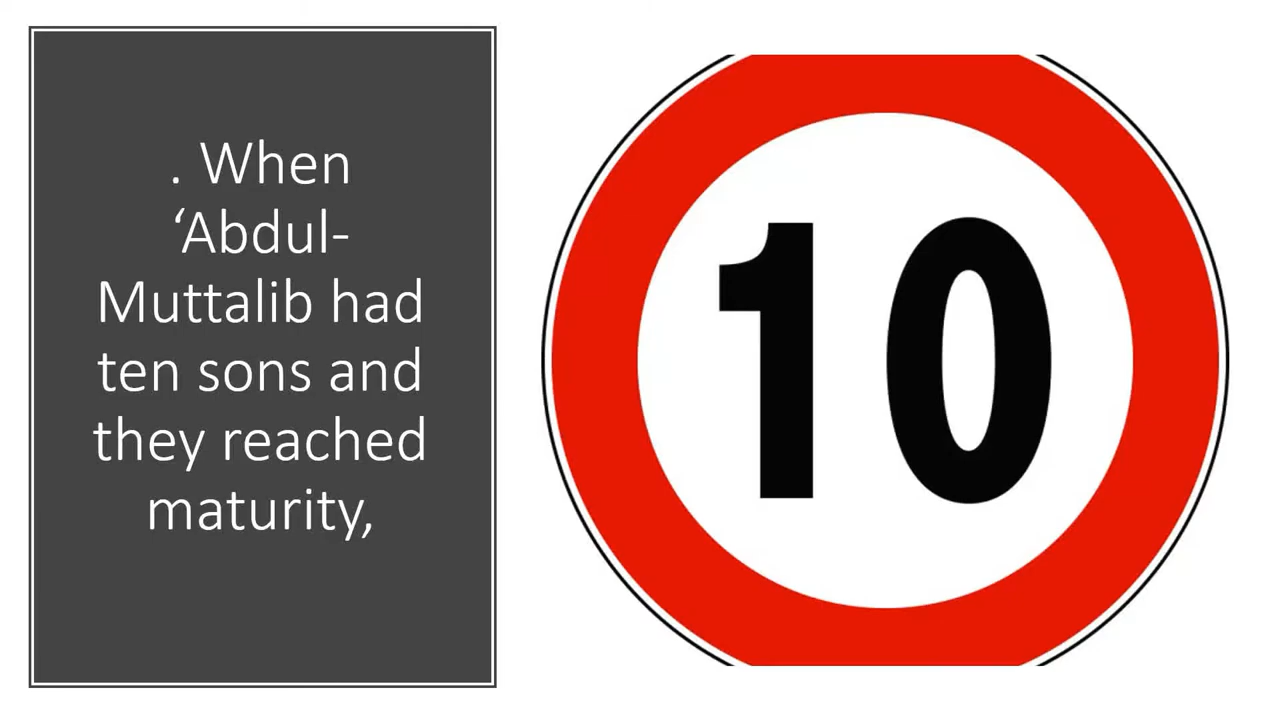 . When
‘Abdul-
Muttalib had
ten sons and
they reached
maturity,
10